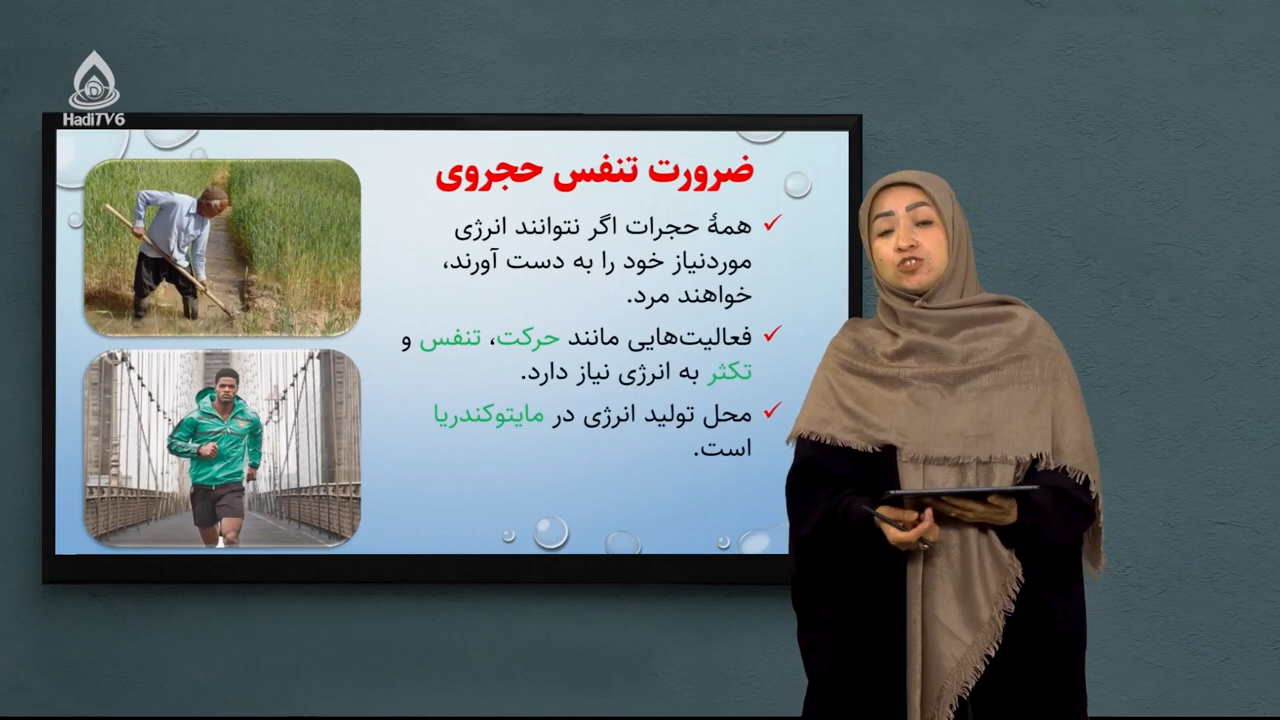 HadiTV6
ضرورت تنفس حجروی
همهٔ حجرات اگر نتوانند انرژی
موردنیاز خود را به دست آورند،
خواهند مرد.
فعالیت‌هایی مانند حرکت، تنفس و
تکثر به انرژی نیاز دارد.
محل تولید انرژی در مایتوکندریا
است.